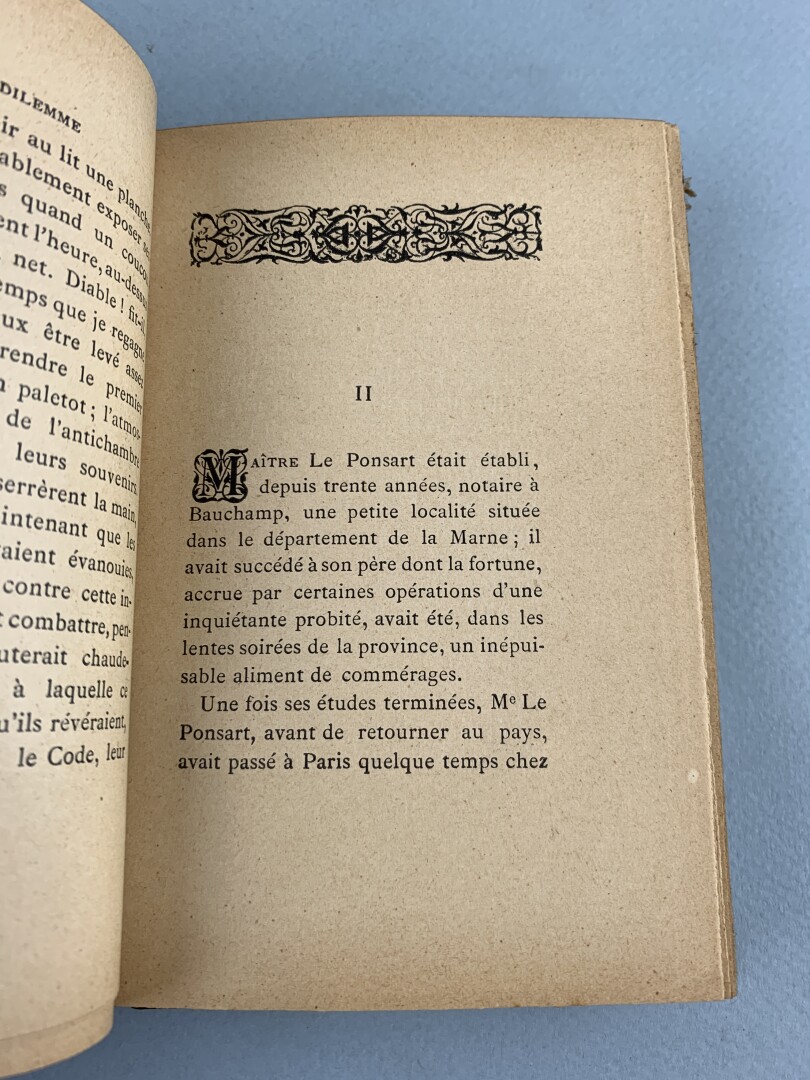 DILEMME
ir au lit une planche
ablement exposer ses
s quand un coucou
ent l'heure, au-dessu
net. Diable ! fit-il
emps que je regagne
ux être levé assez
rendre le premier
n paletot ; l'atmos-
de l'antichambre
leurs souvenirs
serrèrent la main,
intenant que les
aient évanouies,
contre cette in-
t combattre, pen-
uterait chaude-
à laquelle ce
u'ils révéraient,
le Code, leur
II
MAÎTRE Le Ponsart était établi,
depuis trente années, notaire à
Bauchamp, une petite localité située
dans le département de la Marne ; il
avait succédé à son père dont la fortune,
accrue par certaines opérations d'une
inquiétante probité, avait été, dans les
lentes soirées de la province, un inépui-
sable aliment de commérages.
Une fois ses études terminées, Me Le
Ponsart, avant de retourner au pays,
avait passé à Paris quelque temps chez